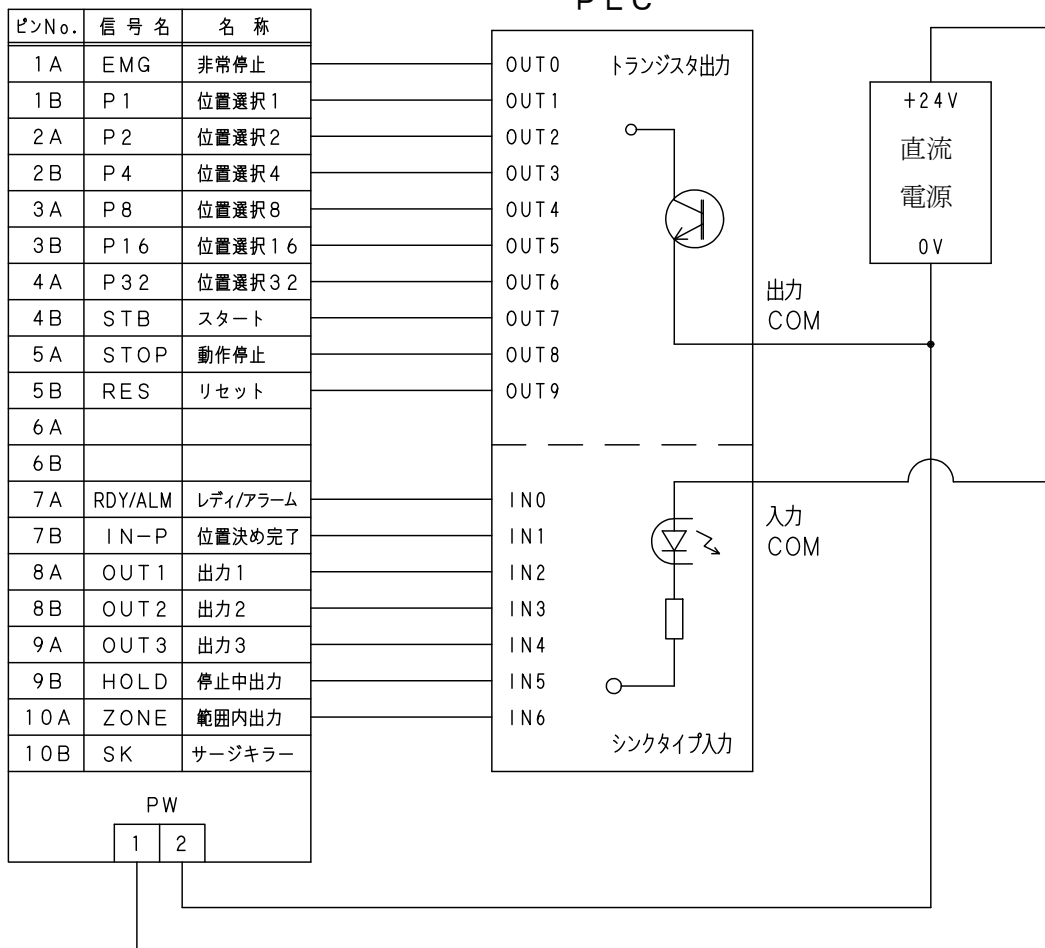 PLC
ピンNo. 信号名 名称
1A EMG 非常停止
1B P1 位置選択1
2A P2 位置選択2
2B P4 位置選択4
3A P8 位置選択8
3B P16 位置選択16
4A P32 位置選択32
4B STB スタート
5A STOP 動作停止
5B RES リセット
6A
6B
7A RDY/ALM レディ/アラーム
7B IN-P 位置決め完了
8A OUT1 出力1
8B OUT2 出力2
9A OUT3 出力3
9B HOLD 停止中出力
10A ZONE 範囲内出力
10B SK サージキラー
PW
1 2
OUT0 トランジスタ出力
OUT1
OUT2
OUT3
OUT4
OUT5
OUT6
OUT7
OUT8
OUT9
IN0
IN1
IN2
IN3
IN4
IN5
IN6
シンクタイプ入力
出力
COM
入力
COM
+24V
直流
電源
0V